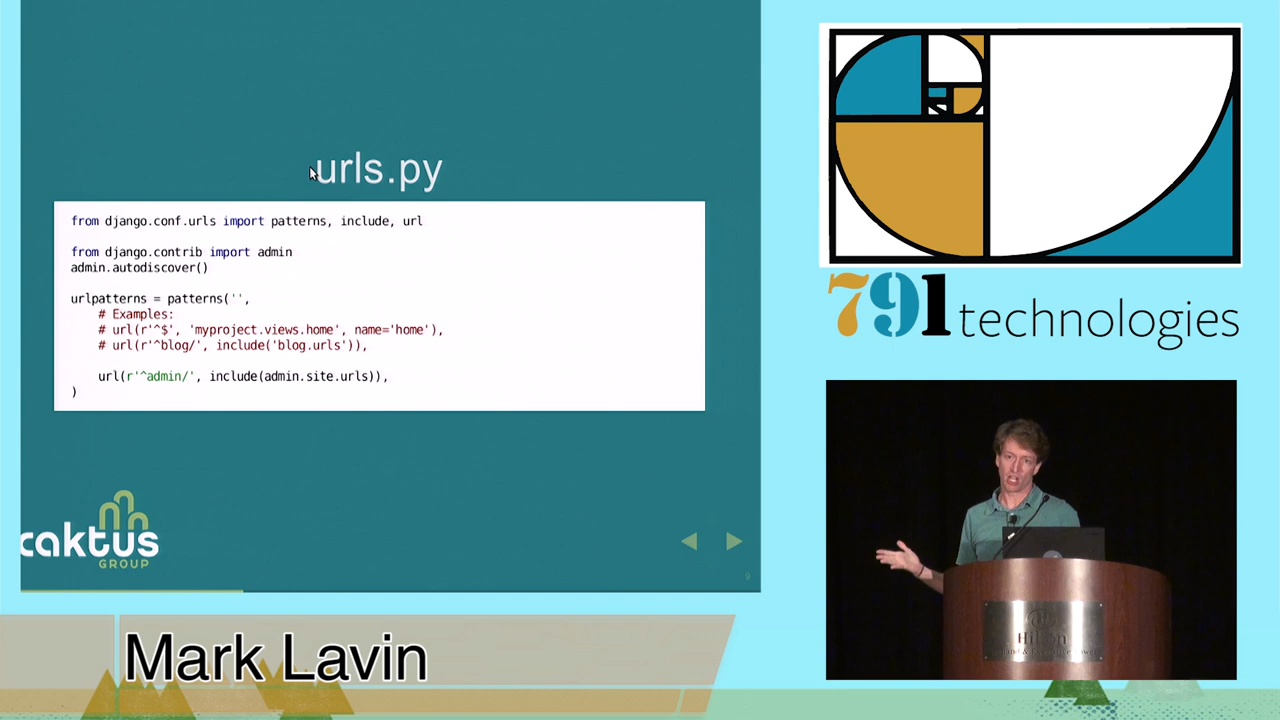 urls.py
from django.conf.urls import patterns, include, url
from django.contrib import admin
admin.autodiscover()
urlpatterns = patterns('',
# Examples:
# url(r'^$', 'myproject.views.home', name='home'),
# url(r'^blog/', include('blog.urls')),
url(r'^admin/', include(admin.site.urls)),
)
caktus
GROUP
9
791 technologies
Hilton
Mark Lavin